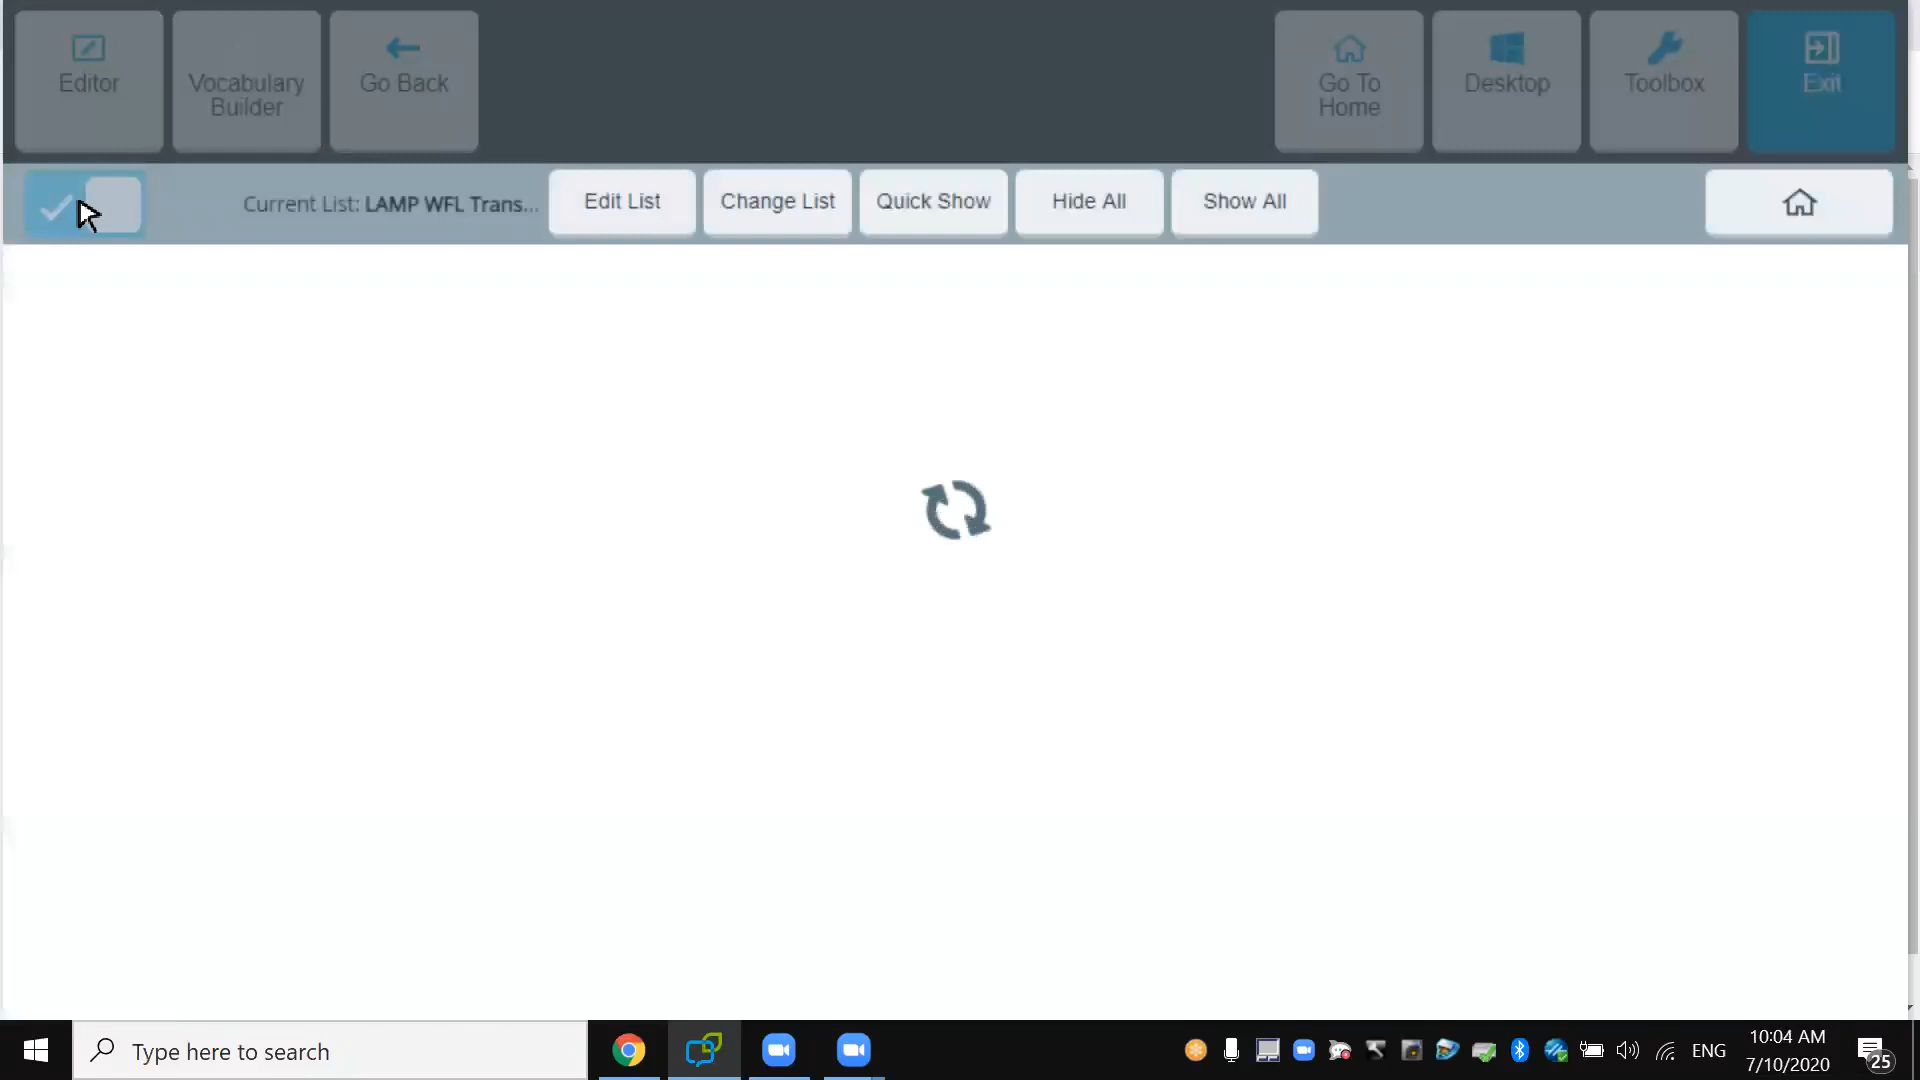 Editor
Vocabulary
Builder
Go Back
Go To
Home
Desktop
Toolbox
Exit
Current List: LAMP WFL Trans...
Edit List
Change List
Quick Show
Hide All
Show All
Type here to search
ENG
10:04 AM
7/10/2020
25